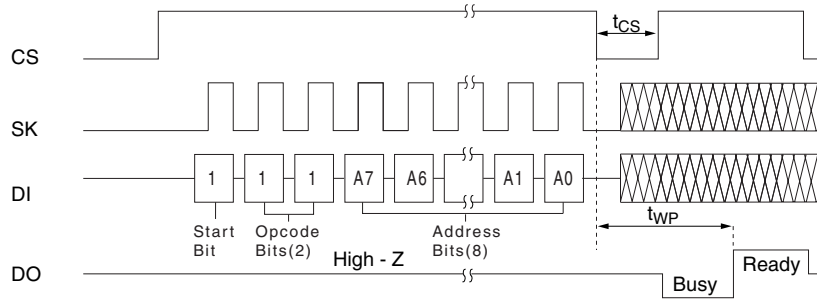 CS
tCS
SK
DI
1
1
1
A7
A6
A1
A0
Start
Bit
Opcode
Bits(2)
Address
Bits(8)
tWP
DO
High - Z
Busy
Ready